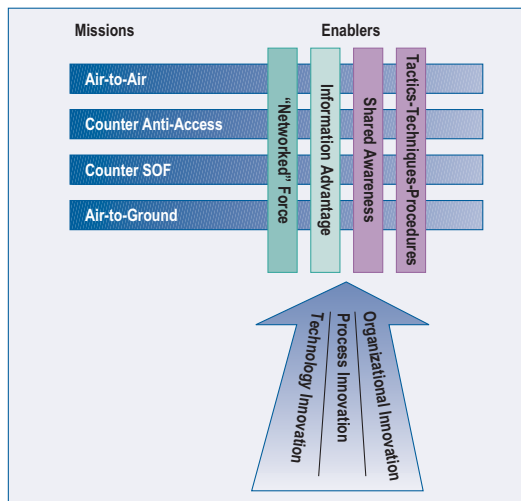 Missions
Enablers
Air-to-Air
Counter Anti-Access
Counter SOF
Air-to-Ground
“Networked” Force
Information Advantage
Shared Awareness
Tactics-Techniques-Procedures
Technology Innovation
Process Innovation
Organizational Innovation